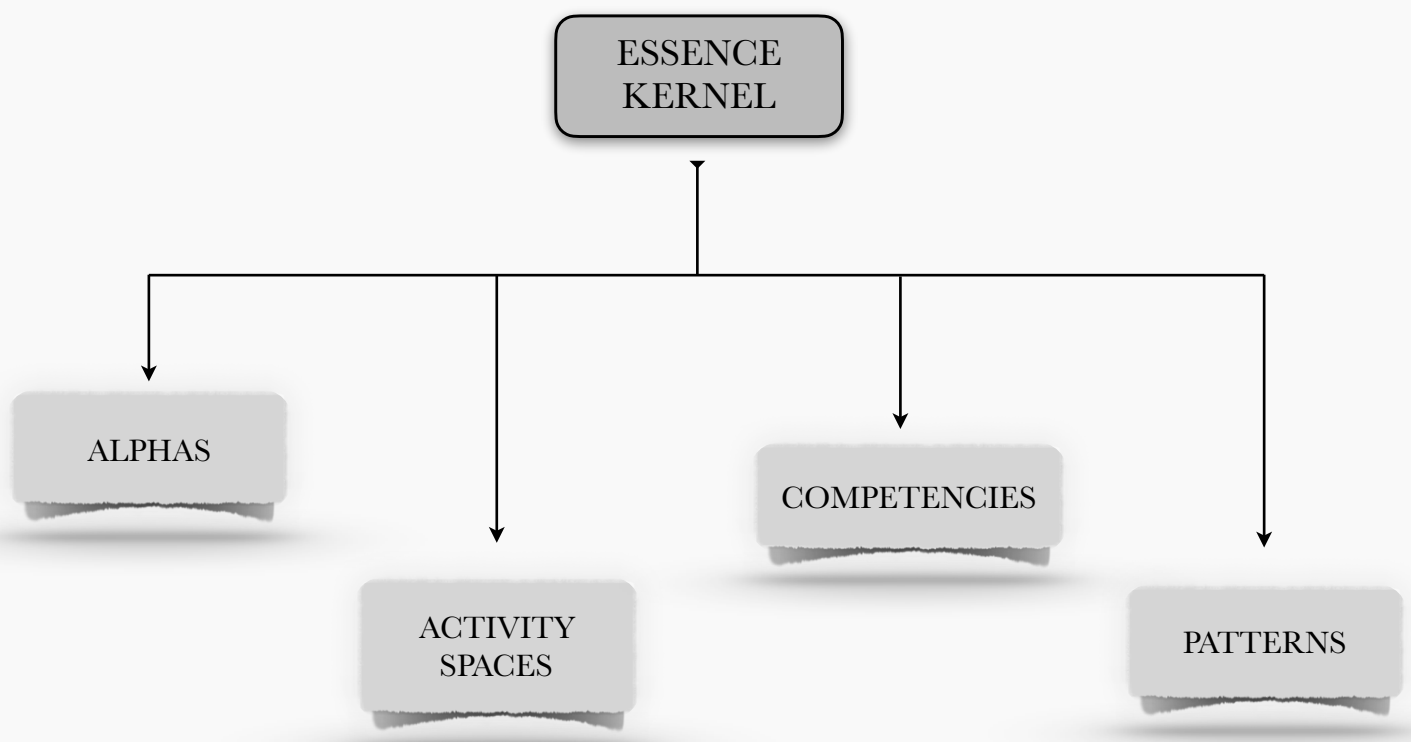 ESSENCE
KERNEL
ALPHAS
COMPETENCIES
ACTIVITY
SPACES
PATTERNS